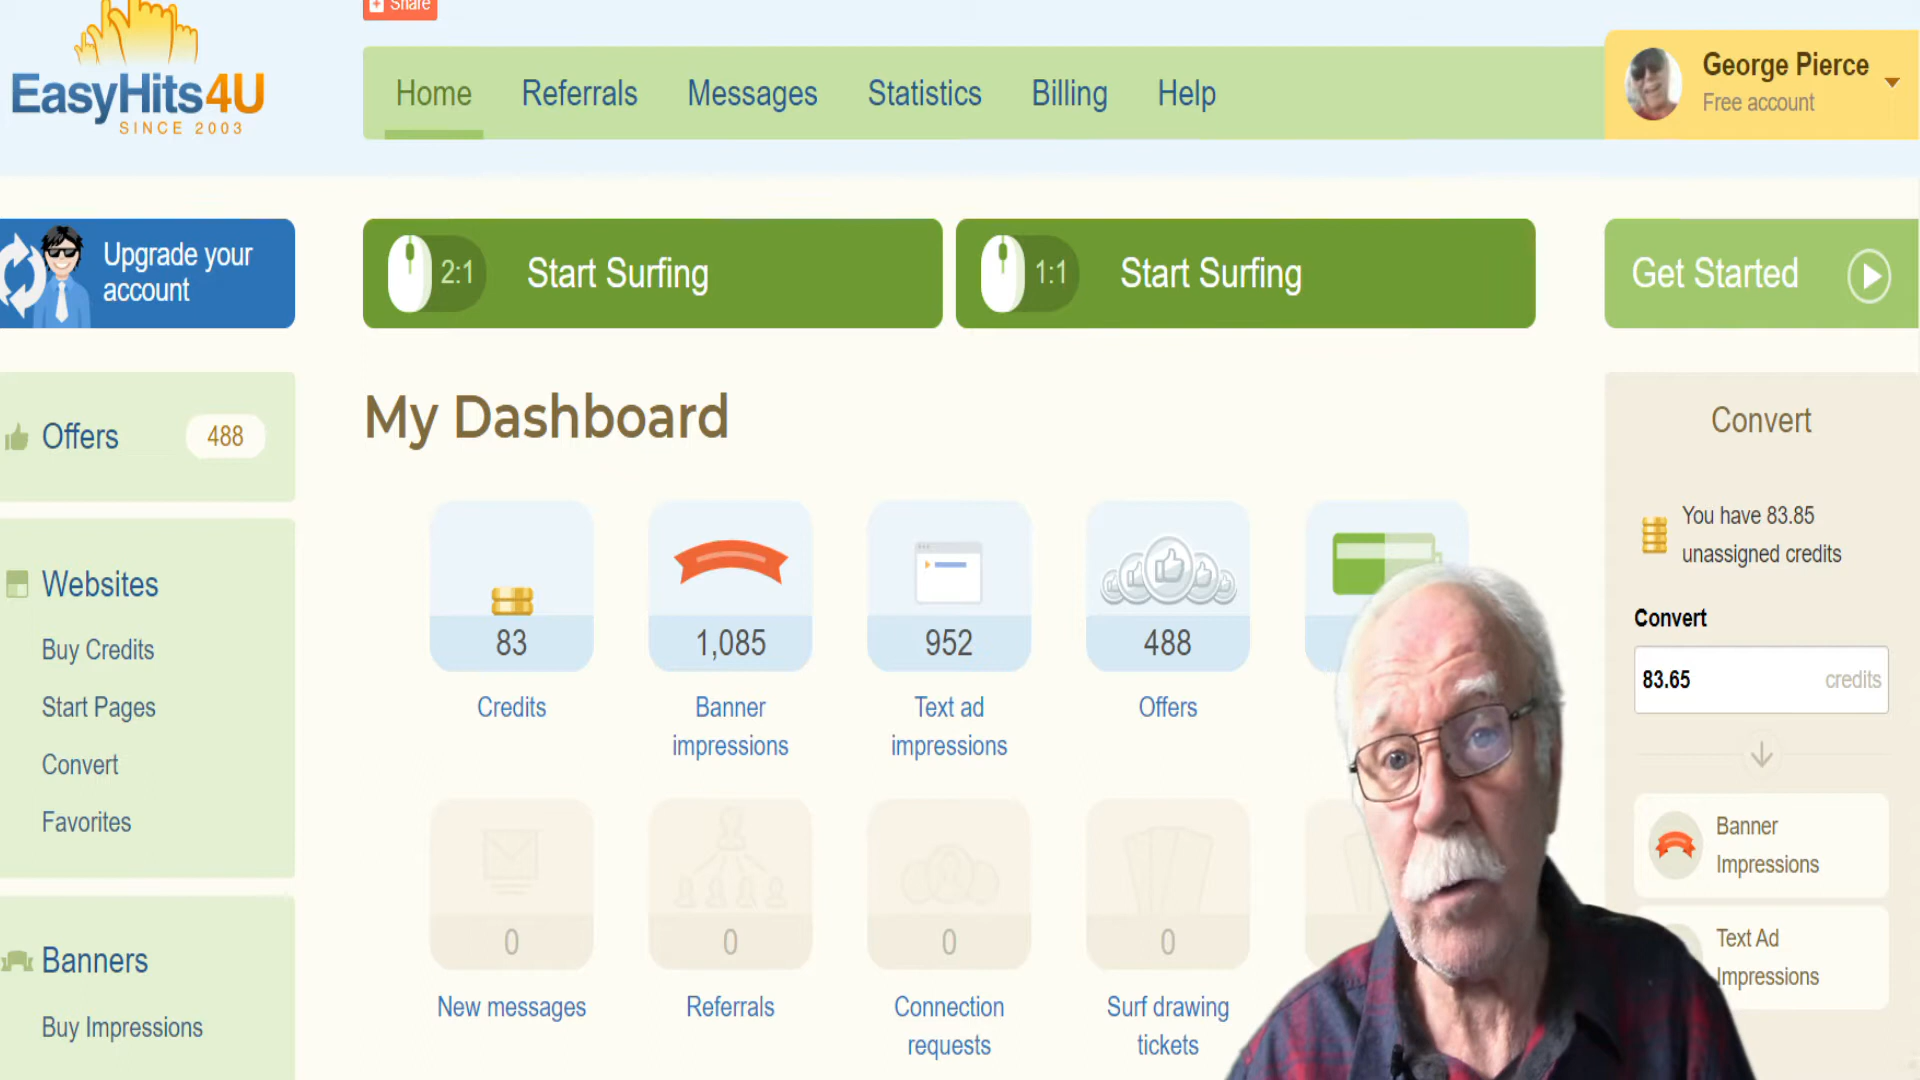 Share
EasyHits4U
SINCE 2003
Home
Referrals
Messages
Statistics
Billing
Help
George Pierce
Free account
Upgrade your
account
2:1
Start Surfing
1:1
Start Surfing
Get Started
Offers
488
Websites
Buy Credits
Start Pages
Convert
Favorites
Banners
Buy Impressions
My Dashboard
83
Credits
1,085
Banner
impressions
952
Text ad
impressions
488
Offers
0
New messages
0
Referrals
0
Connection
requests
0
Surf drawing
tickets
Convert
You have 83.85
unassigned credits
Convert
83.65
credits
Banner
Impressions
Text Ad
Impressions